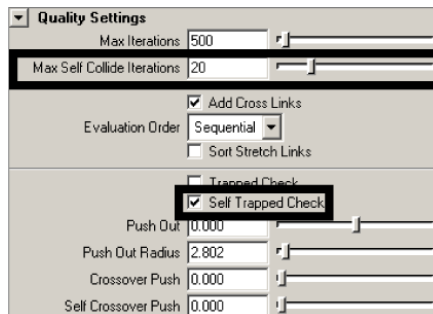 Quality Settings
Max Iterations 500
Max Self Collide Iterations 20
Add Cross Links
Evaluation Order Sequential
Sort Stretch Links
Trapped Check
Self Trapped Check
Push Out 0.000
Push Out Radius 2.802
Crossover Push 0.000
Self Crossover Push 0.000